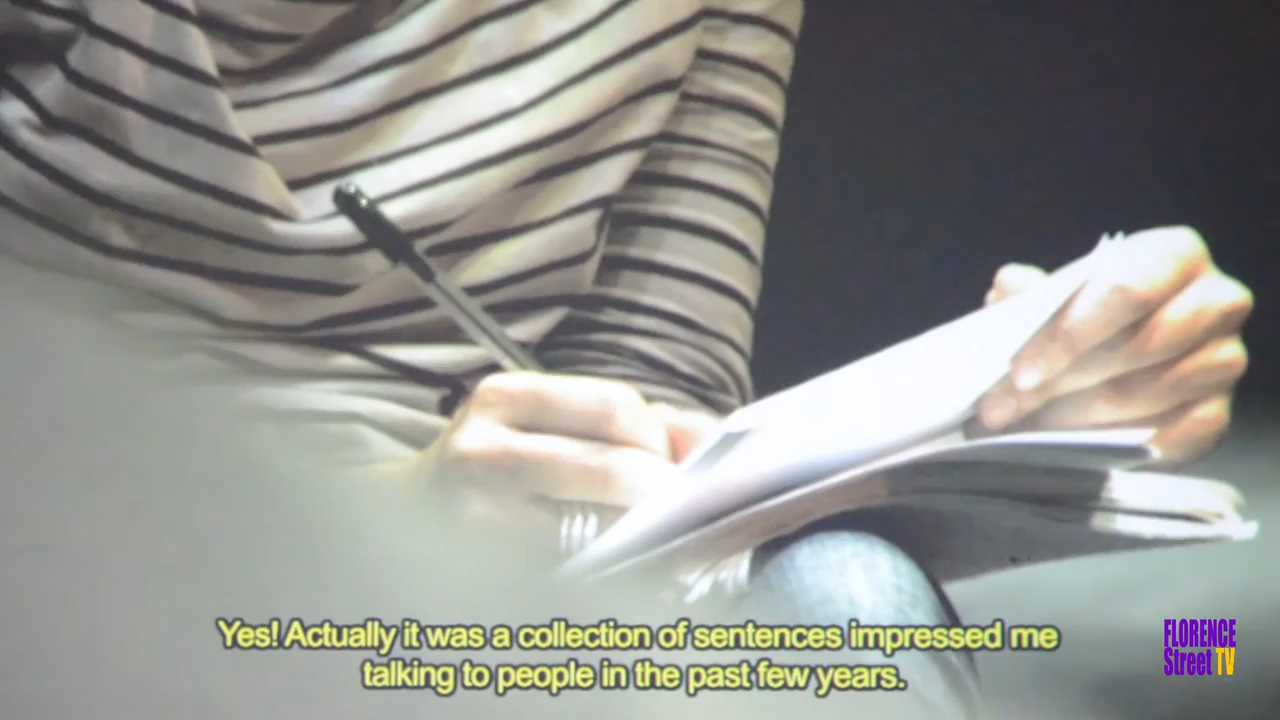 Yes! Actually it was a collection of sentences impressed me
talking to people in the past few years.
FLORENCE
Street TV